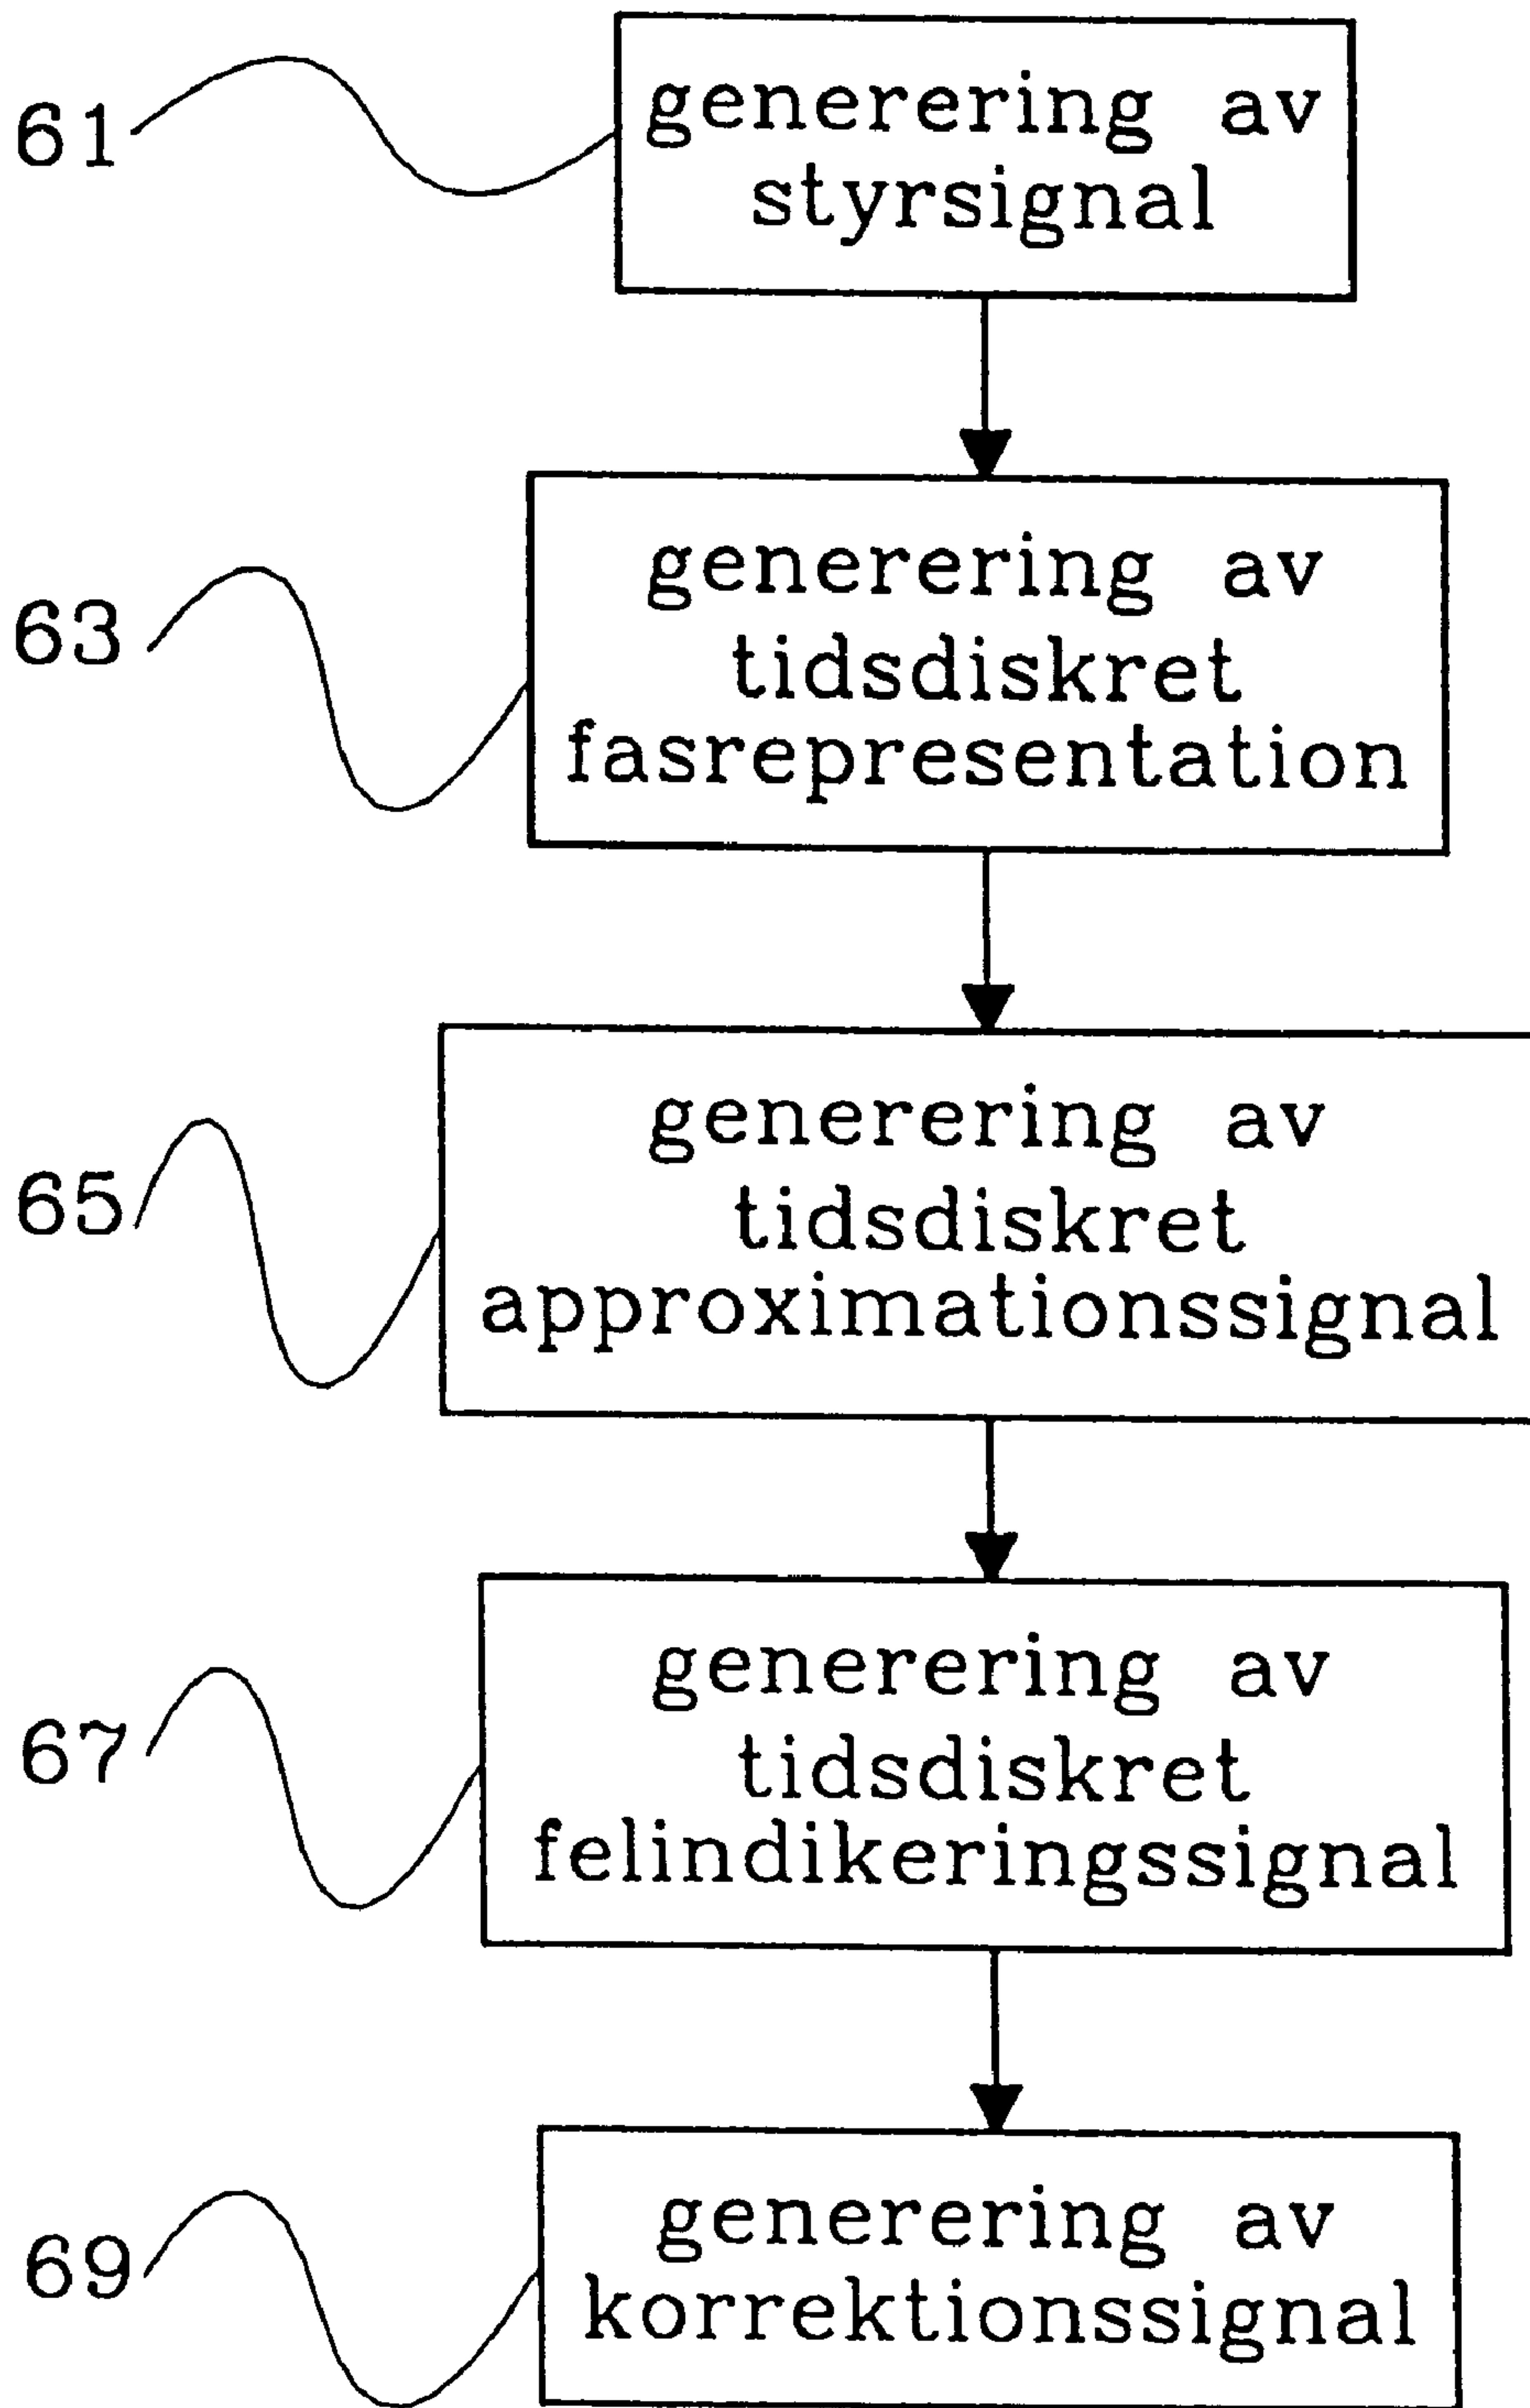 61
generering av
styrsignal
63
generering av
tidsdiskret
fasrepresentation
65
generering av
tidsdiskret
approximationssignal
67
generering av
tidsdiskret
felindikeringssignal
69
generering av
korrektionssignal